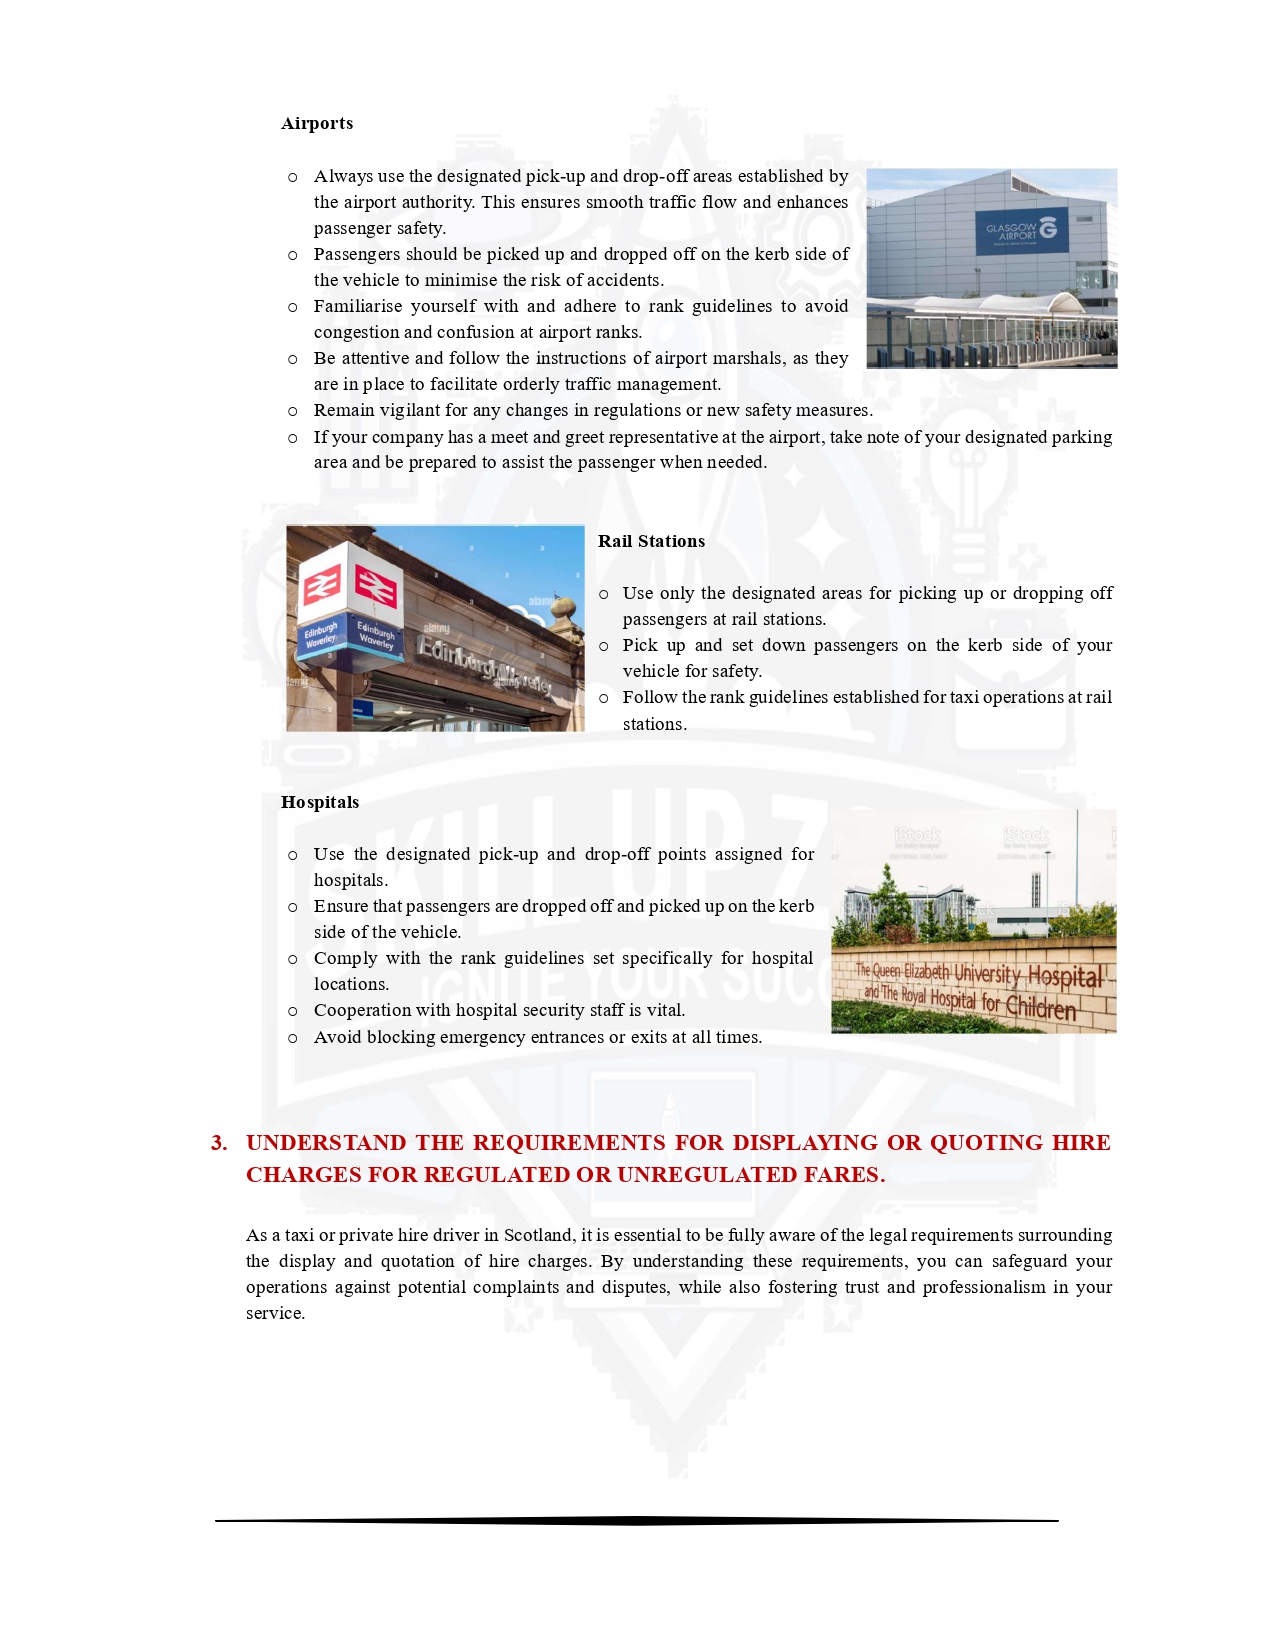 Airports
○ Always use the designated pick-up and drop-off areas established by
the airport authority. This ensures smooth traffic flow and enhances
passenger safety.
○ Passengers should be picked up and dropped off on the kerb side of
the vehicle to minimise the risk of accidents.
○ Familiarise yourself with and adhere to rank guidelines to avoid
congestion and confusion at airport ranks.
○ Be attentive and follow the instructions of airport marshals, as they
are in place to facilitate orderly traffic management.
○ Remain vigilant for any changes in regulations or new safety measures.
○ If your company has a meet and greet representative at the airport, take note of your designated parking
area and be prepared to assist the passenger when needed.
GLASGOW
AIRPORT
Edinburgh
Waverley
Edinburgh
Waverley
Edinburgh Waverley
alamy
alamy
alamy
Rail Stations
○ Use only the designated areas for picking up or dropping off
passengers at rail stations.
○ Pick up and set down passengers on the kerb side of your
vehicle for safety.
○ Follow the rank guidelines established for taxi operations at rail
stations.
Hospitals
○ Use the designated pick-up and drop-off points assigned for
hospitals.
○ Ensure that passengers are dropped off and picked up on the kerb
side of the vehicle.
○ Comply with the rank guidelines set specifically for hospital
locations.
○ Cooperation with hospital security staff is vital.
○ Avoid blocking emergency entrances or exits at all times.
iStock
iStock
The Queen Elizabeth University Hospital
and The Royal Hospital for Children
SKILL UP
IGNITE YOUR
3. UNDERSTAND THE REQUIREMENTS FOR DISPLAYING OR QUOTING HIRE
CHARGES FOR REGULATED OR UNREGULATED FARES.
As a taxi or private hire driver in Scotland, it is essential to be fully aware of the legal requirements surrounding
the display and quotation of hire charges. By understanding these requirements, you can safeguard your
operations against potential complaints and disputes, while also fostering trust and professionalism in your
service.